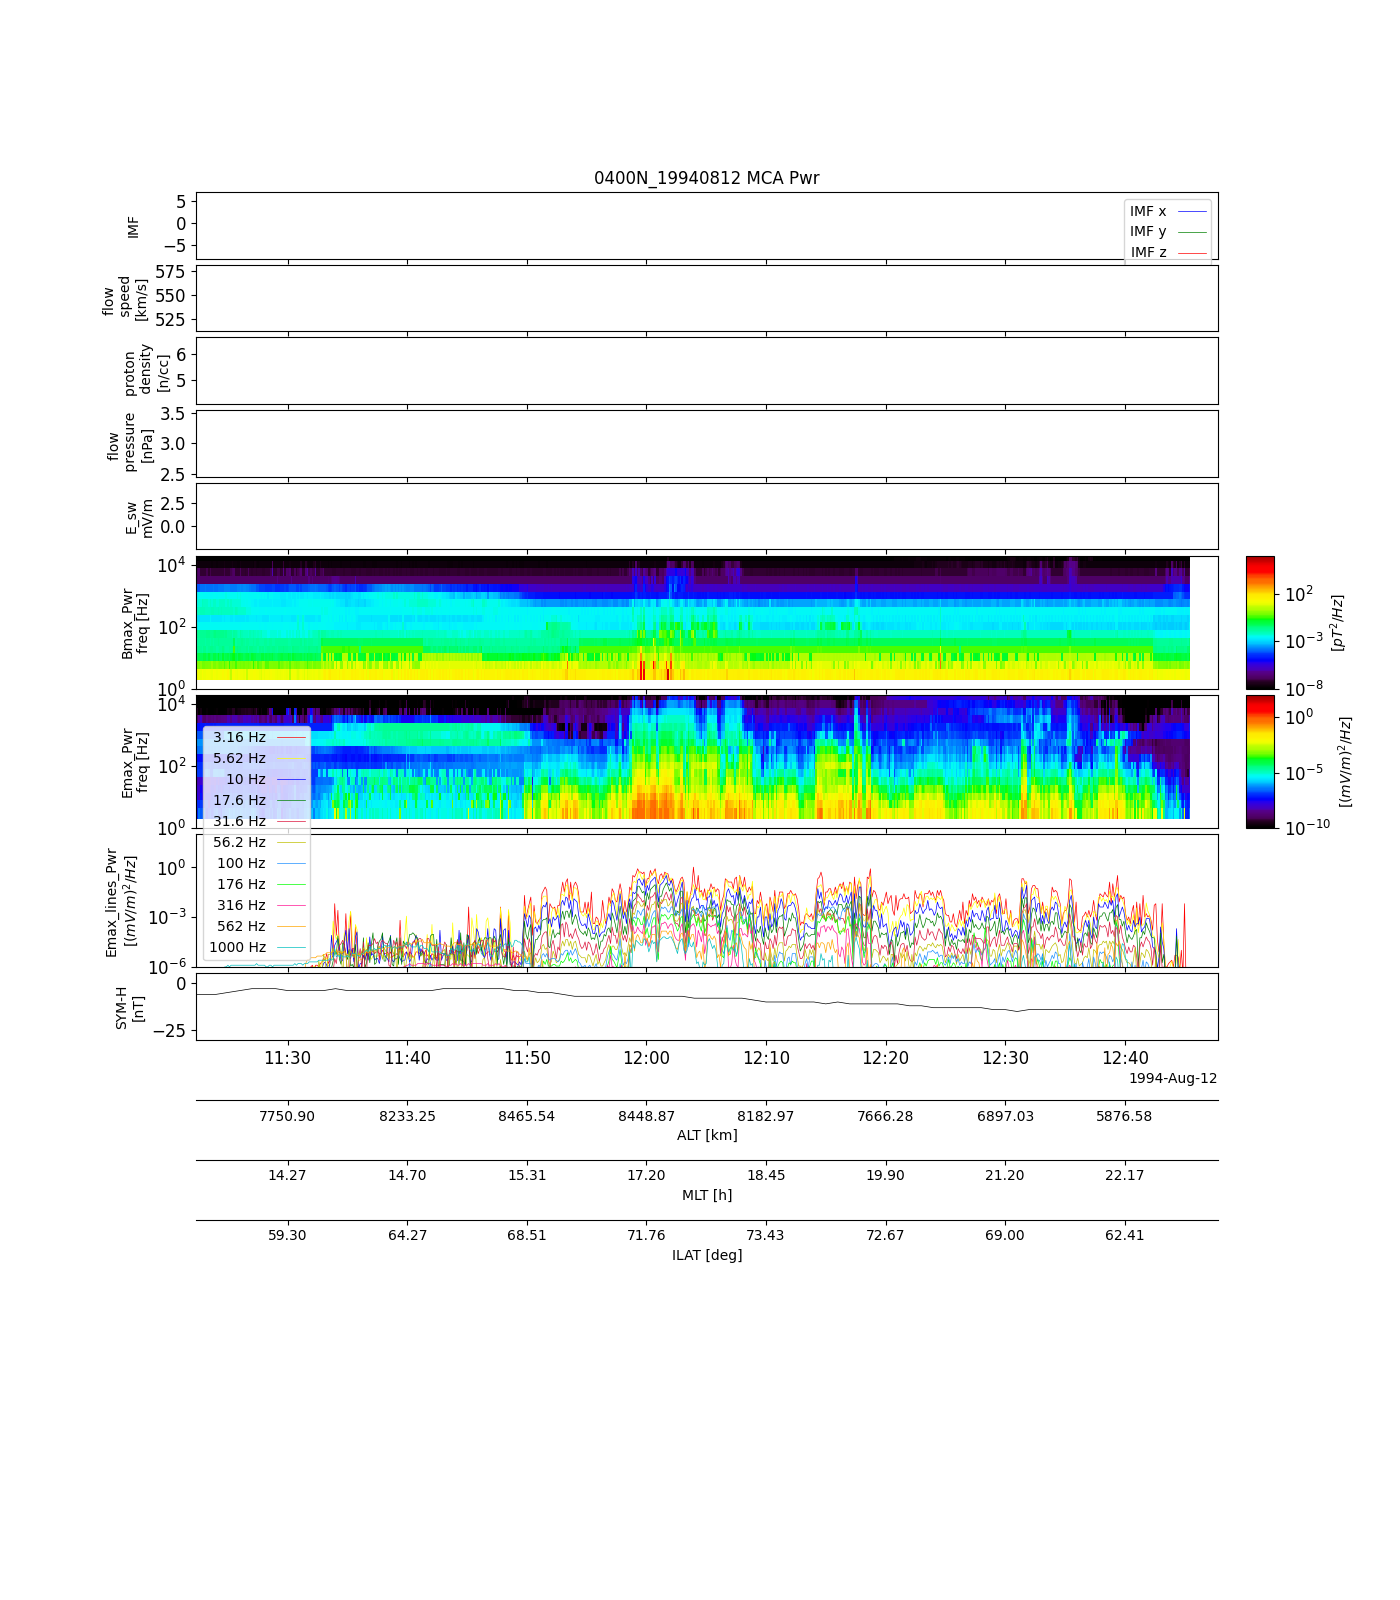 0400N_19940812 MCA Pwr
IMF
5
0
−5
IMF x
IMF y
IMF z
flow
speed
[km/s]
575
550
525
proton
density
[n/cc]
6
5
flow
pressure
[nPa]
3.5
3.0
2.5
E_sw
mV/m
2.5
0.0
Bmax_Pwr
freq [Hz]
10^4
10^2
10^0
10^2
10^-3
10^-8
[pT^2/Hz]
Emax_Pwr
freq [Hz]
10^4
10^2
10^0
10^0
10^-5
10^-10
[(mV/m)^2/Hz]
3.16 Hz
5.62 Hz
10 Hz
17.6 Hz
31.6 Hz
56.2 Hz
100 Hz
176 Hz
316 Hz
562 Hz
1000 Hz
Emax_lines_Pwr
[(mV/m)^2/Hz]
10^0
10^-3
10^-6
SYM-H
[nT]
0
−25
11:30 11:40 11:50 12:00 12:10 12:20 12:30 12:40
1994-Aug-12
7750.90 8233.25 8465.54 8448.87 8182.97 7666.28 6897.03 5876.58
ALT [km]
14.27 14.70 15.31 17.20 18.45 19.90 21.20 22.17
MLT [h]
59.30 64.27 68.51 71.76 73.43 72.67 69.00 62.41
ILAT [deg]